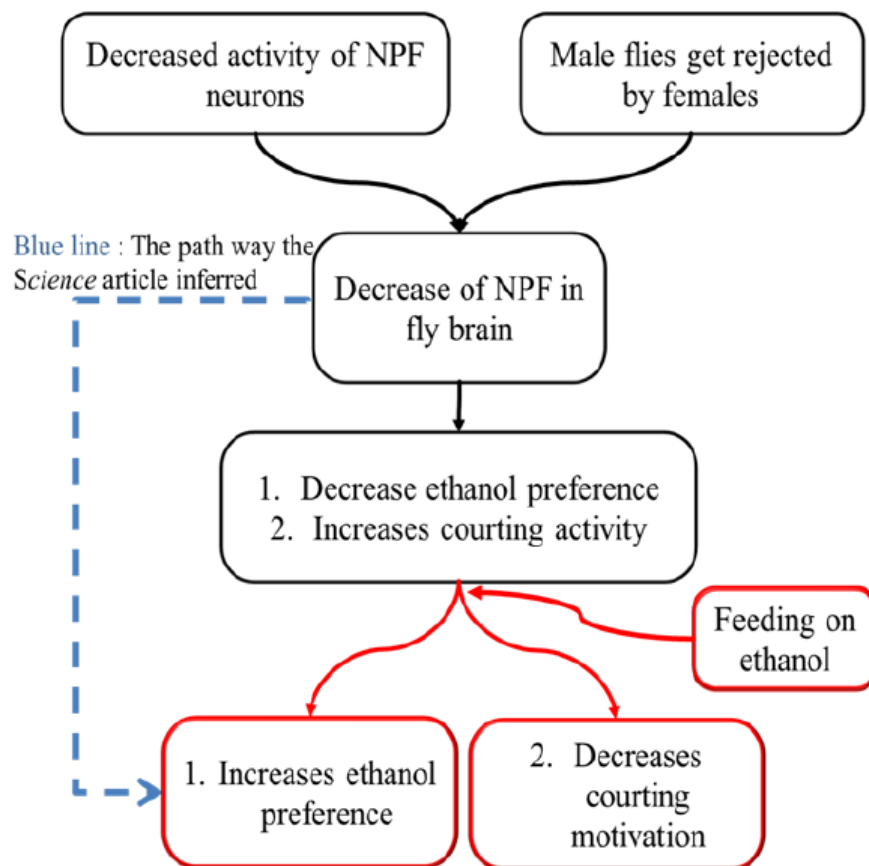 Decreased activity of NPF
neurons
Male flies get rejected
by females
Blue line : The path way the
Science article inferred
Decrease of NPF in
fly brain
1. Decrease ethanol preference
2. Increases courting activity
Feeding on
ethanol
1. Increases ethanol
preference
2. Decreases
courting
motivation